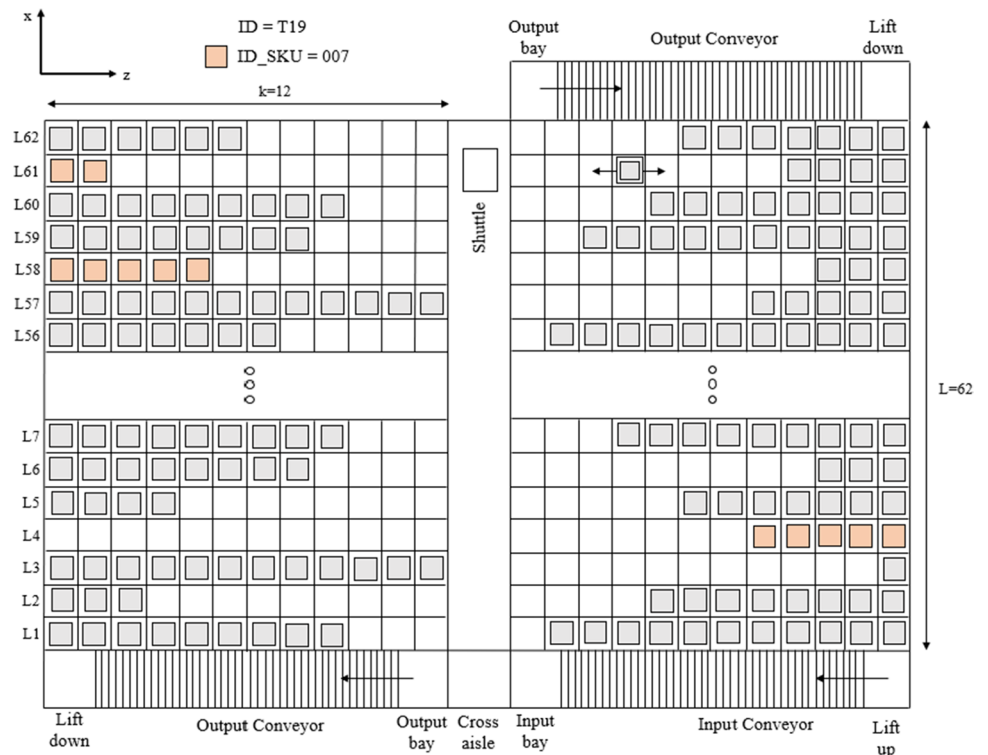 x
z
ID = T19
ID_SKU = 007
k=12
Output
bay
Output Conveyor
Lift
down
L62
L61
L60
L59
L58
L57
L56
Shuttle
L7
L6
L5
L4
L3
L2
L1
L=62
Lift
down
Output Conveyor
Output
bay
Cross
aisle
Input
bay
Input Conveyor
Lift
up